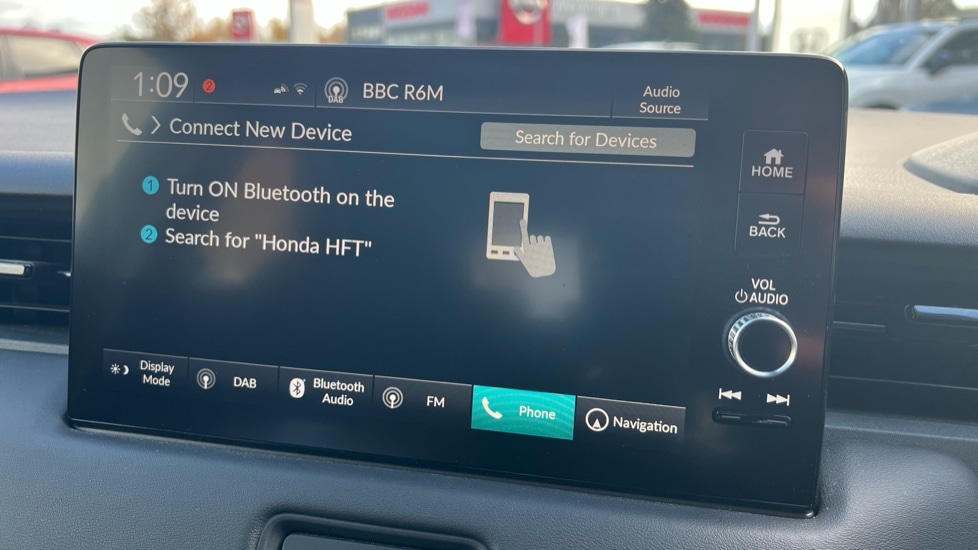 1:09
2
DAB
BBC R6M
Audio
Source
Connect New Device
Search for Devices
1 Turn ON Bluetooth on the
device
2 Search for "Honda HFT"
HOME
BACK
VOL
AUDIO
Display
Mode
DAB
Bluetooth
Audio
FM
Phone
Navigation